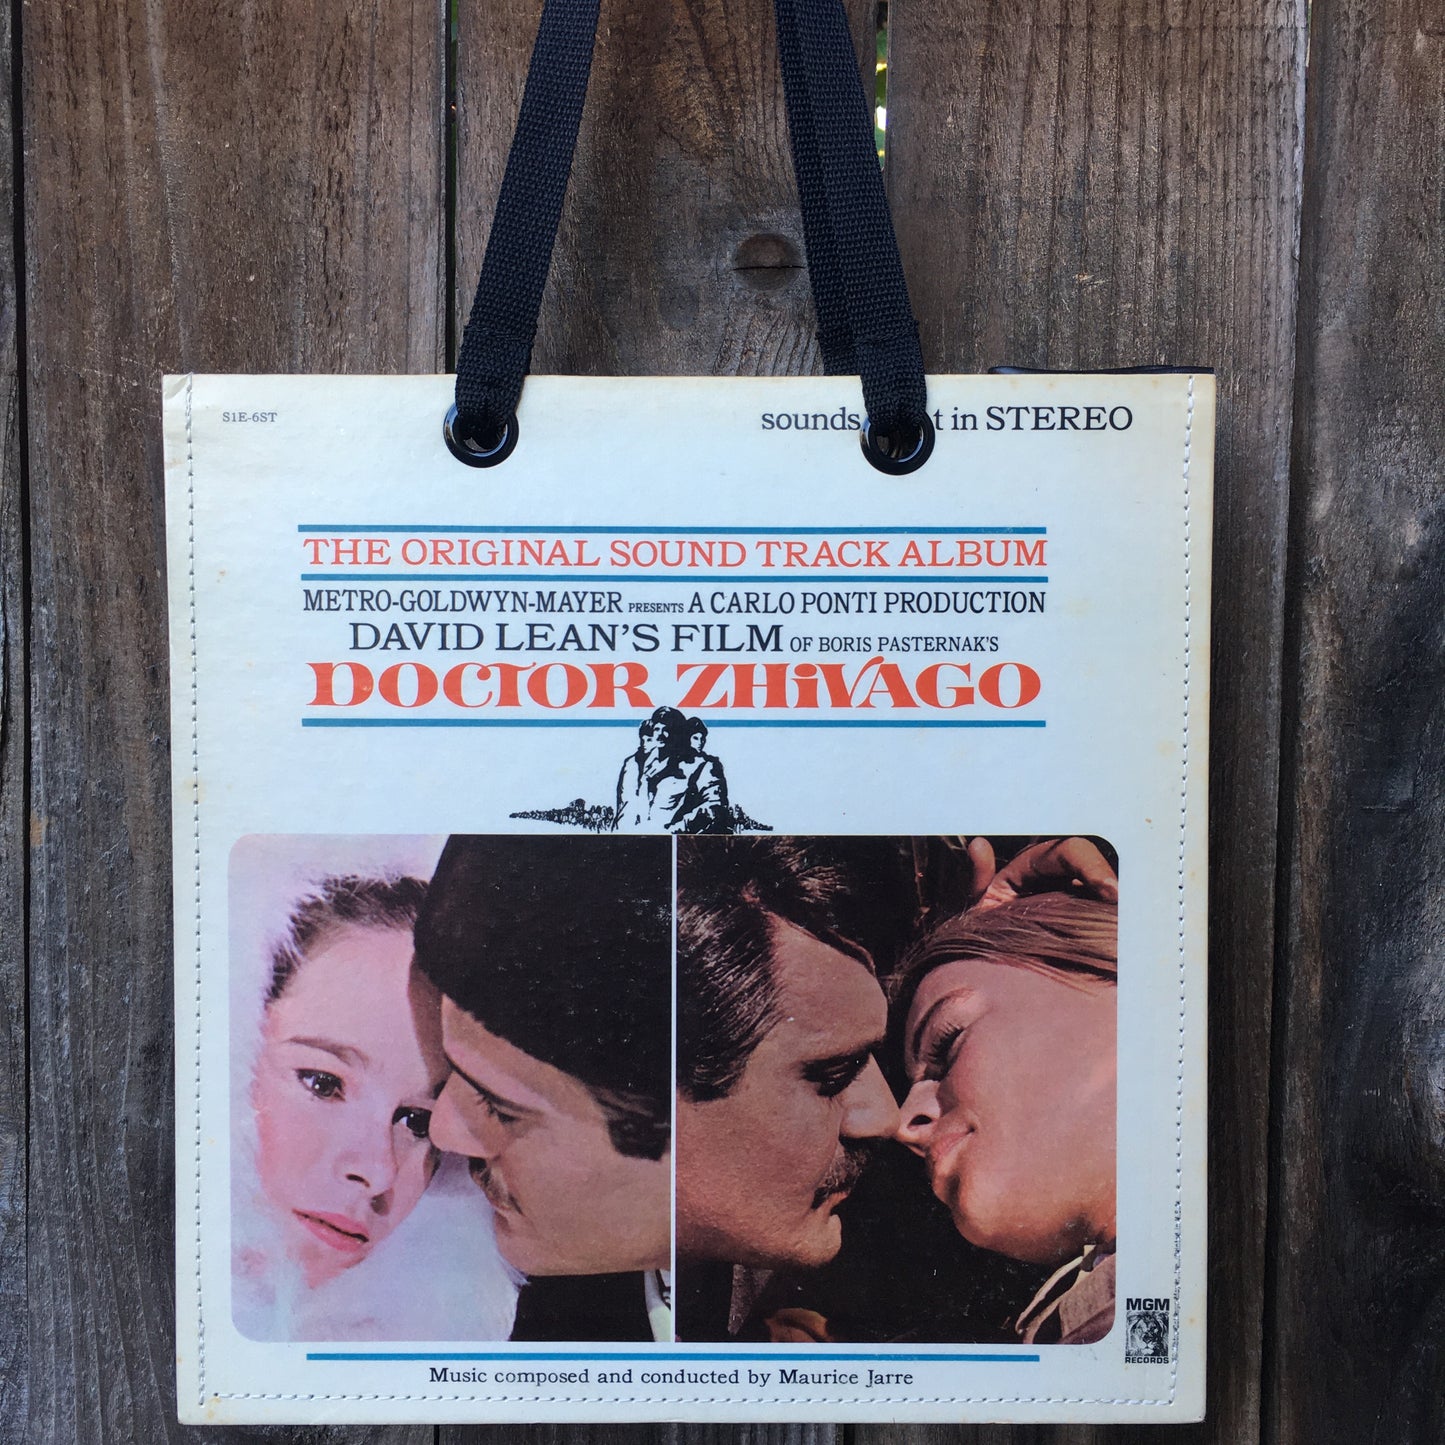 S1E-6ST
sounds t in STEREO
THE ORIGINAL SOUND TRACK ALBUM
METRO-GOLDWYN-MAYER PRESENTS A CARLO PONTI PRODUCTION
DAVID LEAN'S FILM OF BORIS PASTERNAK'S
DOCTOR ZHiVAGO
MGM
RECORDS
Music composed and conducted by Maurice Jarre